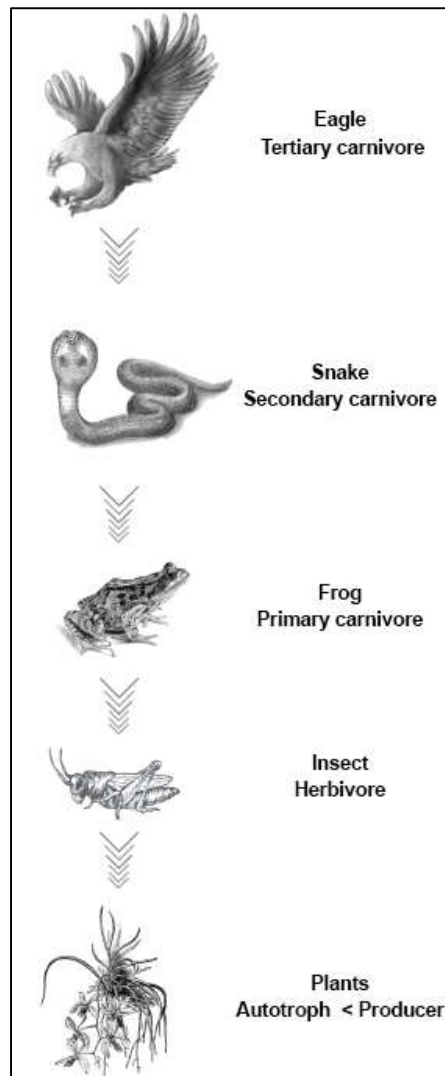 Eagle
Tertiary carnivore
Snake
Secondary carnivore
Frog
Primary carnivore
Insect
Herbivore
Plants
Autotroph < Producer